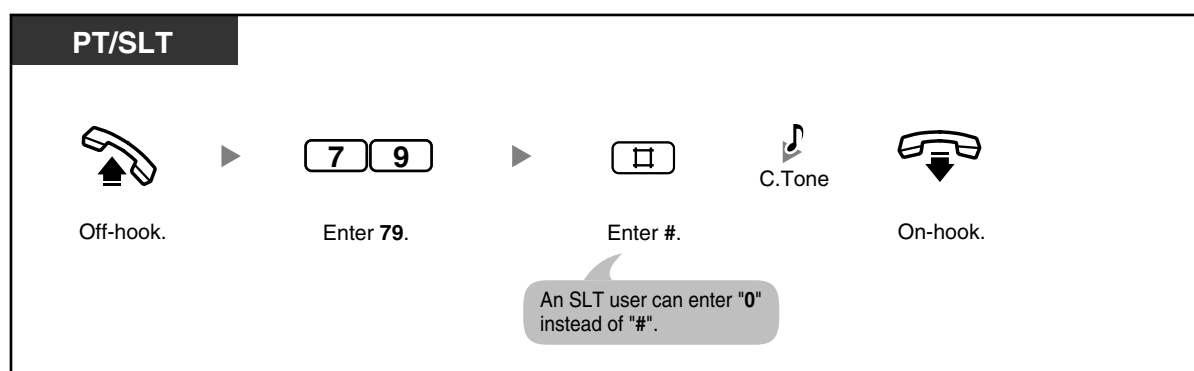 PT/SLT
7 9
#
C.Tone
Off-hook.
Enter 79.
Enter #.
On-hook.
An SLT user can enter "0"
instead of "#".